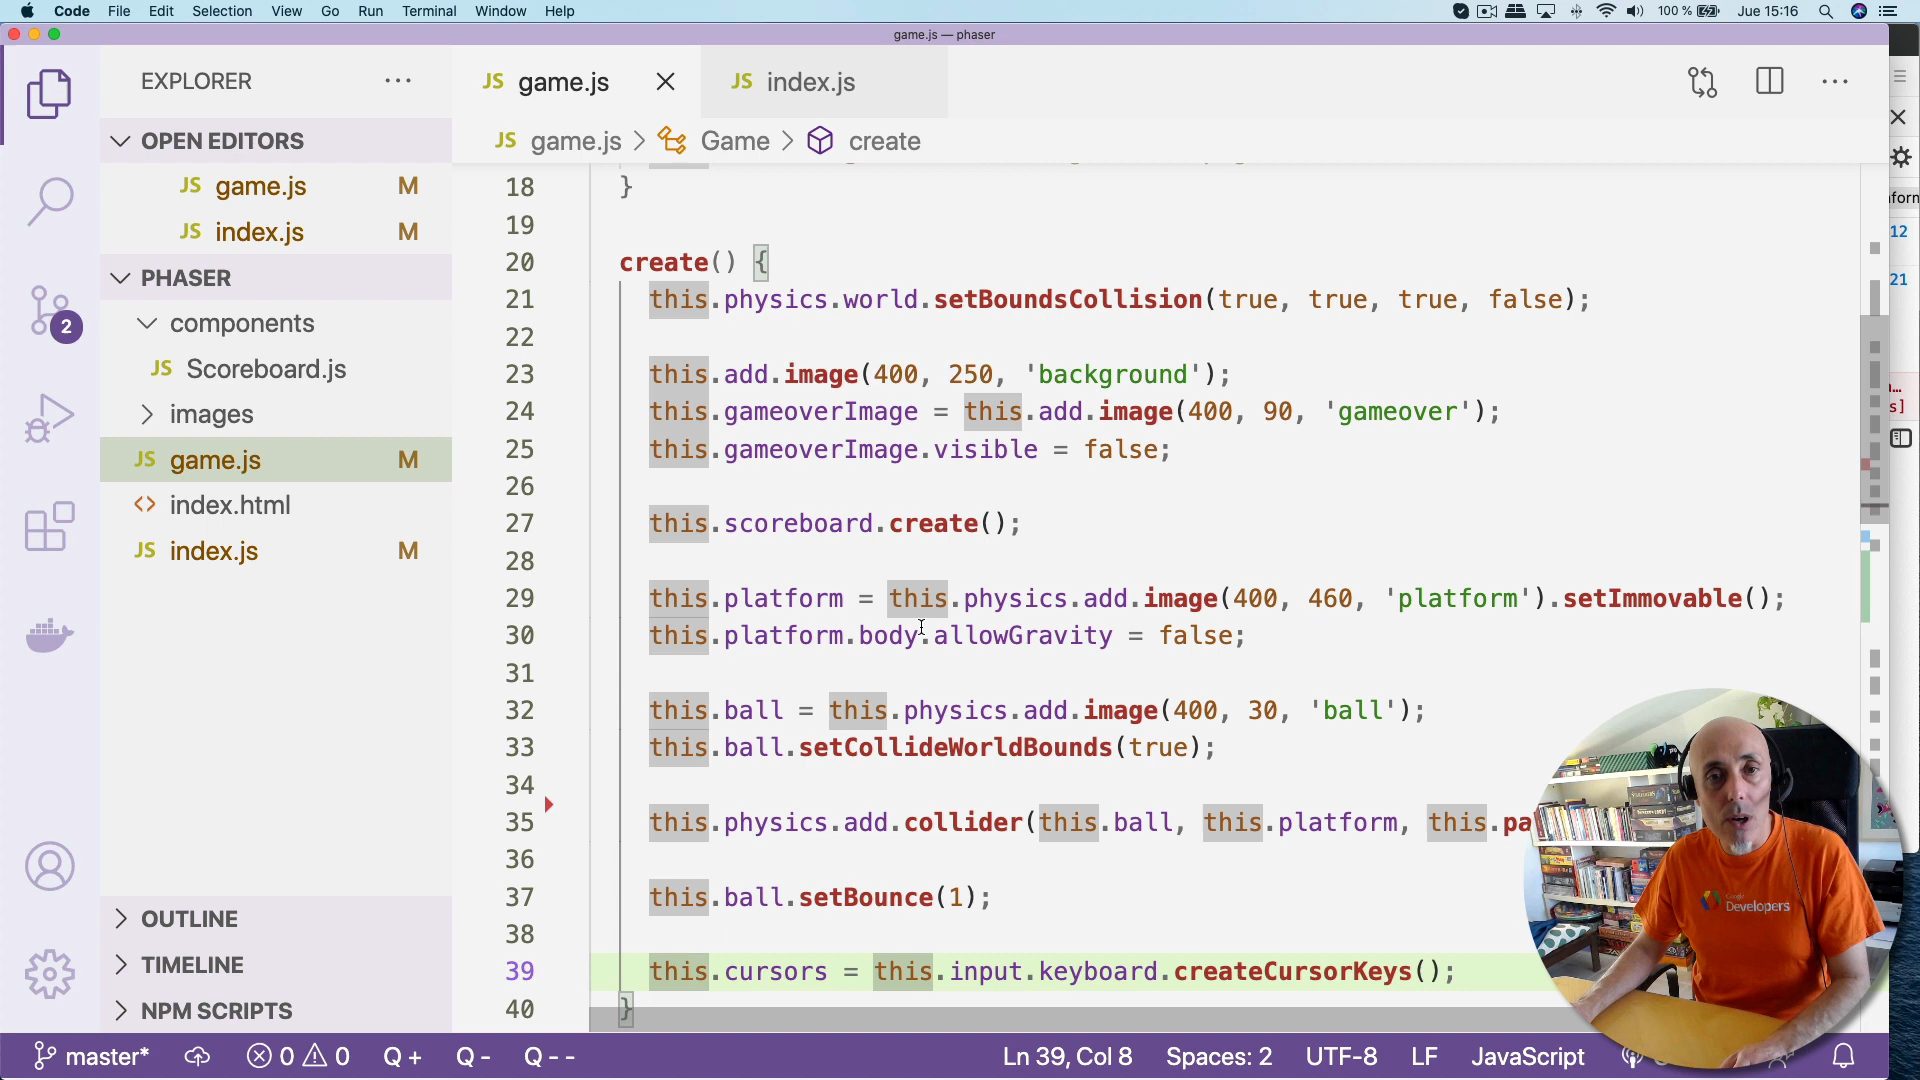 Code File Edit Selection View Go Run Terminal Window Help 100 % Jue 15:16
game.js — phaser
EXPLORER
JS game.js
JS index.js
OPEN EDITORS
JS game.js M
JS index.js M
PHASER
components
JS Scoreboard.js
images
JS game.js M
<> index.html
JS index.js M
OUTLINE
TIMELINE
NPM SCRIPTS
2
JS game.js > Game > create
18 }
19
20 create() {
21 this.physics.world.setBoundsCollision(true, true, true, false);
22
23 this.add.image(400, 250, 'background');
24 this.gameoverImage = this.add.image(400, 90, 'gameover');
25 this.gameoverImage.visible = false;
26
27 this.scoreboard.create();
28
29 this.platform = this.physics.add.image(400, 460, 'platform').setImmovable();
30 this.platform.body.allowGravity = false;
31
32 this.ball = this.physics.add.image(400, 30, 'ball');
33 this.ball.setCollideWorldBounds(true);
34
35 this.physics.add.collider(this.ball, this.platform, this.pa
36
37 this.ball.setBounce(1);
38
39 this.cursors = this.input.keyboard.createCursorKeys();
40 }
12
21
Google
Developers
master* 0 0 Q + Q - Q - - Ln 39, Col 8 Spaces: 2 UTF-8 LF JavaScript